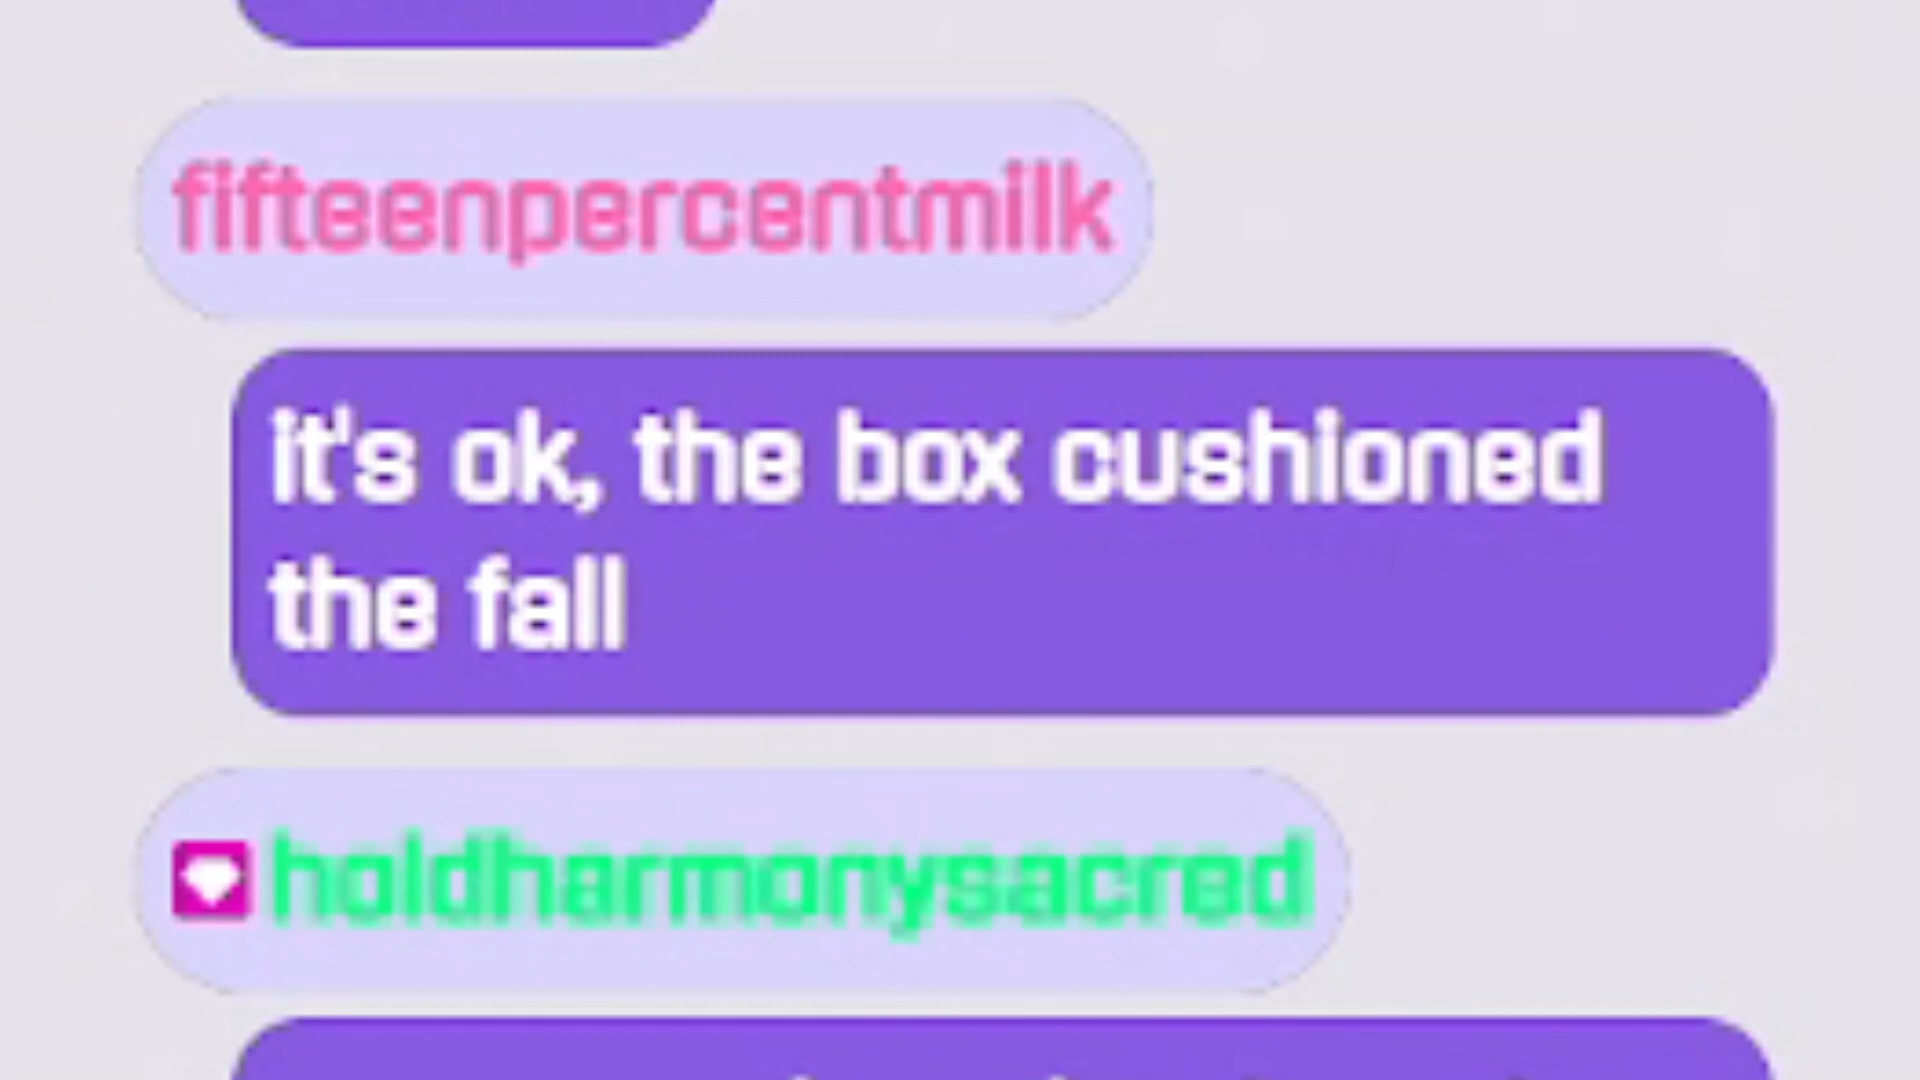 fifteenpercentmilk
it's ok, the box cushioned
the fall
holdharmonysacred